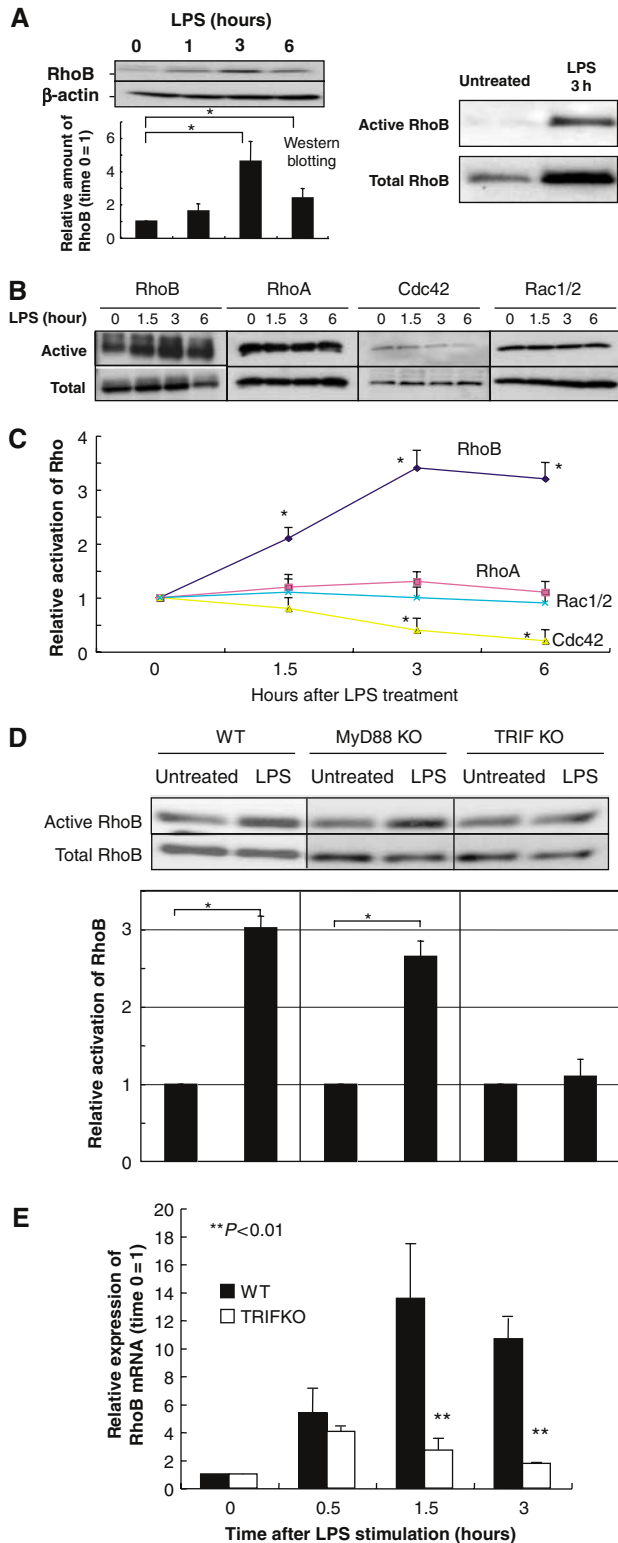 A
LPS (hours)
0 1 3 6
RhoB
β-actin
*
*
Western
blotting
Relative amount of
RhoB (time 0 = 1)
6
4
2
0
Untreated
LPS
3 h
Active RhoB
Total RhoB
B
RhoB RhoA Cdc42 Rac1/2
LPS (hour) 0 1.5 3 6 0 1.5 3 6 0 1.5 3 6 0 1.5 3 6
Active
Total
C
Relative activation of Rho
4
3
2
1
0
RhoB
*
*
*
RhoA
Rac1/2
*
*
Cdc42
0 1.5 3 6
Hours after LPS treatment
D
WT MyD88 KO TRIF KO
Untreated LPS Untreated LPS Untreated LPS
Active RhoB
Total RhoB
Relative activation of RhoB
*
*
3
2
1
0
E
Relative expression of
RhoB mRNA (time 0 = 1)
20
18
16
14
12
10
8
6
4
2
0
**P<0.01
WT
TRIFKO
**
**
0 0.5 1.5 3
Time after LPS stimulation (hours)